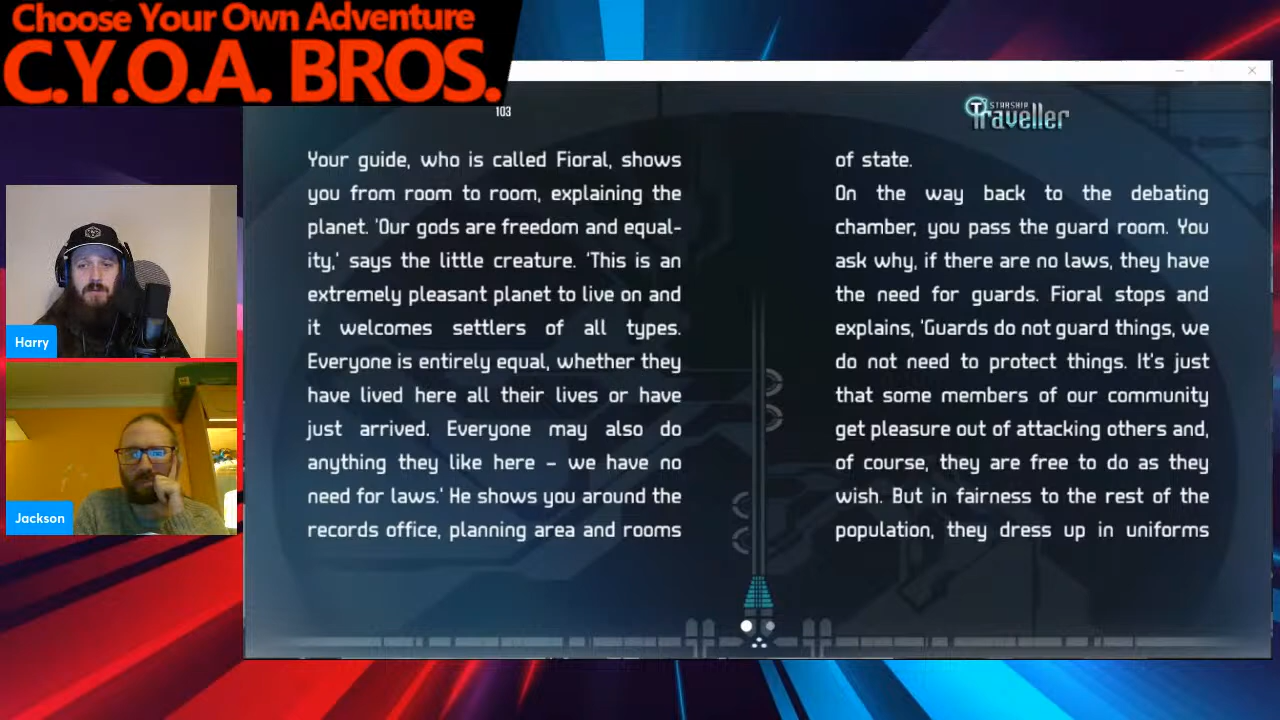 Choose Your Own Adventure
C.Y.O.A. BROS.
103
STARSHIP
Traveller
Your guide, who is called Fioral, shows
you from room to room, explaining the
planet. 'Our gods are freedom and equal-
ity,' says the little creature. 'This is an
extremely pleasant planet to live on and
it welcomes settlers of all types.
Everyone is entirely equal, whether they
have lived here all their lives or have
just arrived. Everyone may also do
anything they like here – we have no
need for laws.' He shows you around the
records office, planning area and rooms
of state.
On the way back to the debating
chamber, you pass the guard room. You
ask why, if there are no laws, they have
the need for guards. Fioral stops and
explains, 'Guards do not guard things, we
do not need to protect things. It's just
that some members of our community
get pleasure out of attacking others and,
of course, they are free to do as they
wish. But in fairness to the rest of the
population, they dress up in uniforms
Harry
Jackson